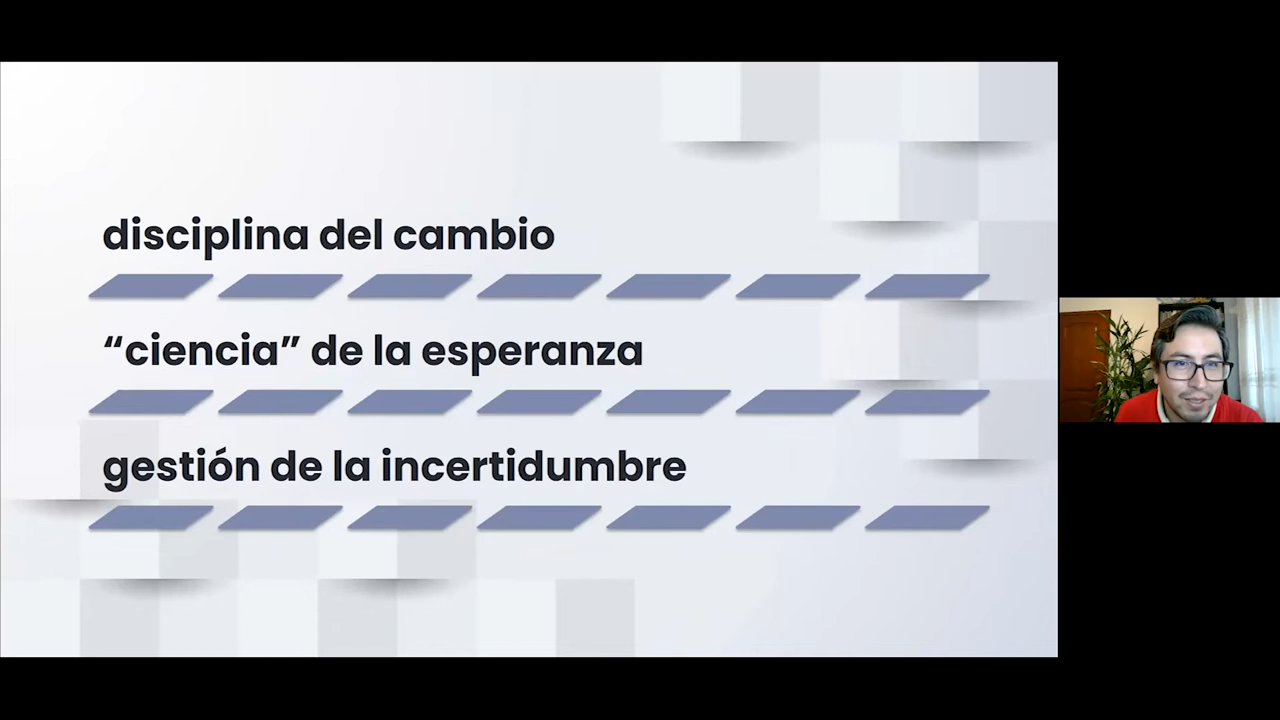 disciplina del cambio
“ciencia” de la esperanza
gestión de la incertidumbre